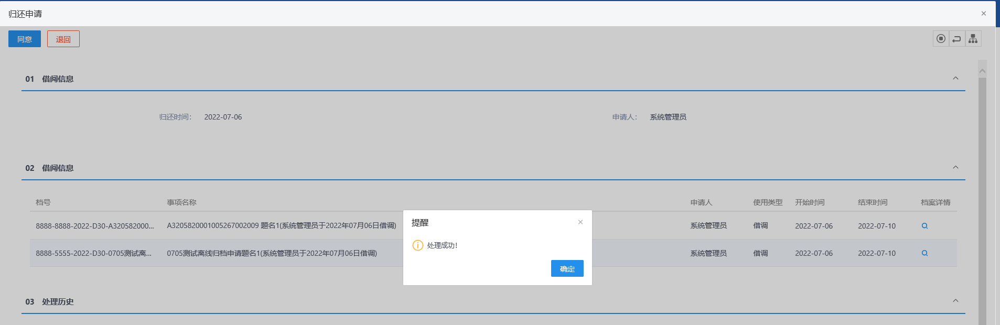 归还申请
同意 退回
01 借阅信息
归还时间： 2022-07-06 申请人： 系统管理员
02 借阅信息
档号 事项名称 申请人 使用类型 开始时间 结束时间 档案详情
8888-8888-2022-D30-A320582000... A3205820001005267002009 题名1(系统管理员于2022年07月06日借调) 系统管理员 借调 2022-07-06 2022-07-10
8888-5555-2022-D30-0705测试离... 0705测试离线归档申请题名1(系统管理员于2022年07月06日借调) 系统管理员 借调 2022-07-06 2022-07-10
提醒
处理成功!
确定
03 处理历史